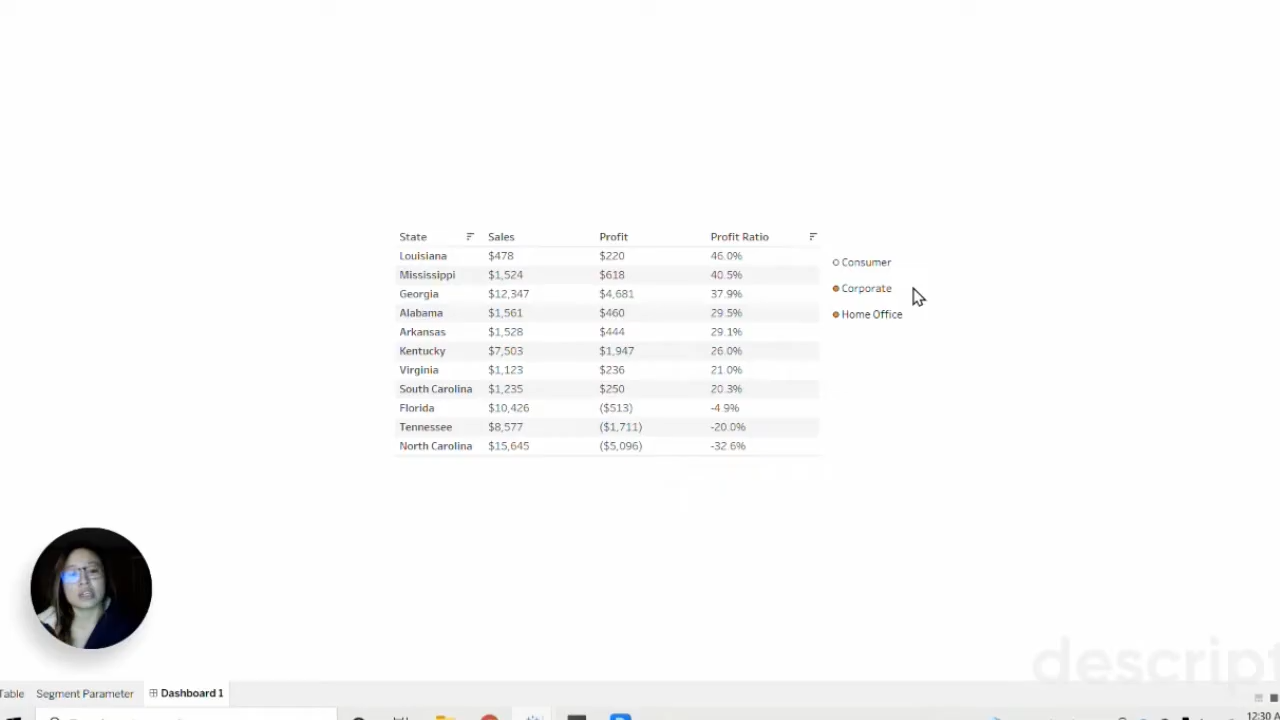 State Sales Profit Profit Ratio
Louisiana $478 $220 46.0%
Mississippi $1,524 $618 40.5%
Georgia $12,347 $4,681 37.9%
Alabama $1,561 $460 29.5%
Arkansas $1,528 $444 29.1%
Kentucky $7,503 $1,947 26.0%
Virginia $1,123 $236 21.0%
South Carolina $1,235 $250 20.3%
Florida $10,426 ($513) -4.9%
Tennessee $8,577 ($1,711) -20.0%
North Carolina $15,645 ($5,096) -32.6%
Consumer
Corporate
Home Office
descript
Table Segment Parameter Dashboard 1
12:30 A